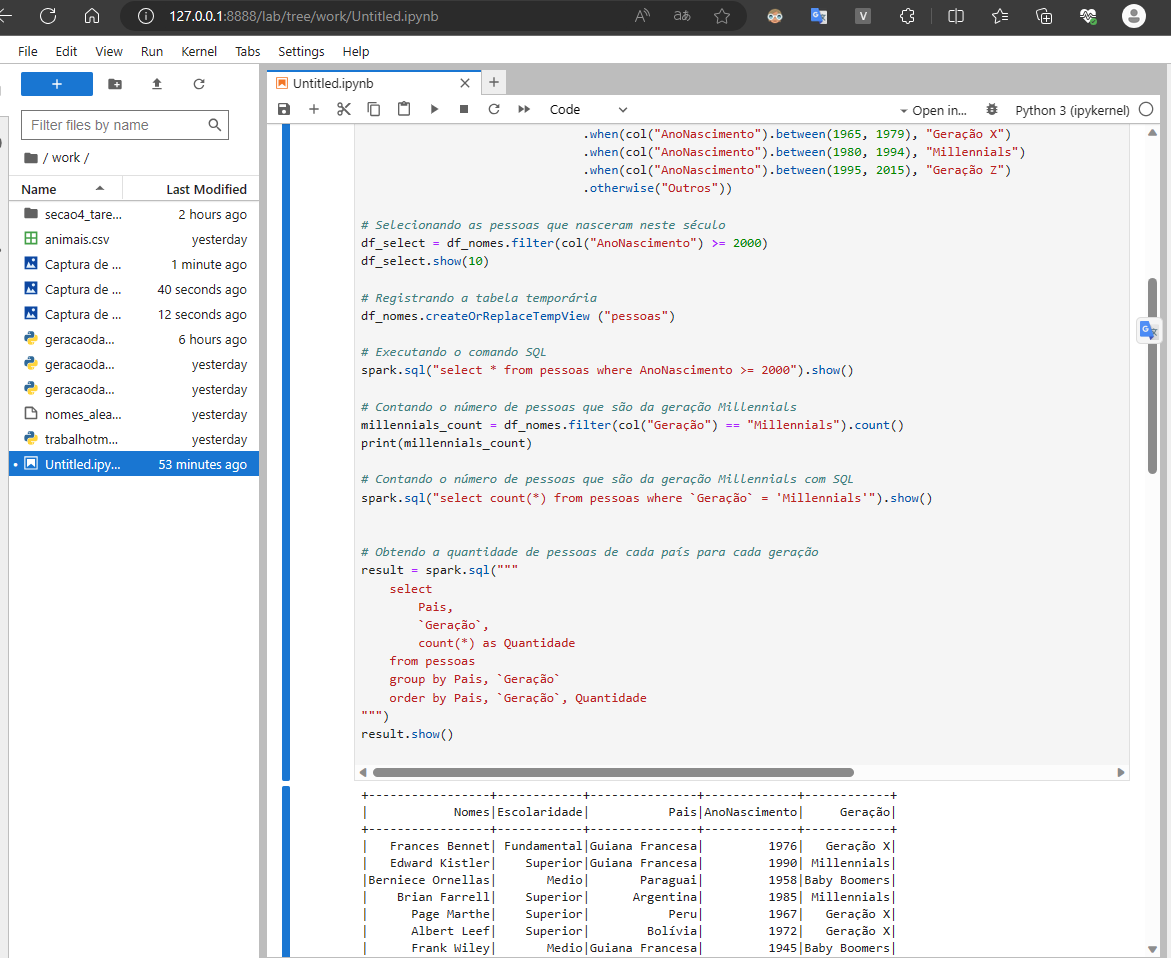 127.0.0.1:8888/lab/tree/work/Untitled.ipynb
File Edit View Run Kernel Tabs Settings Help
Untitled.ipynb
Filter files by name
Code
Open in...
Python 3 (ipykernel)
/ work /
Name Last Modified
secao4_tare... 2 hours ago
animais.csv yesterday
Captura de ... 1 minute ago
Captura de ... 40 seconds ago
Captura de ... 12 seconds ago
geracaoda... 6 hours ago
geracaoda... yesterday
geracaoda... yesterday
nomes_alea... yesterday
trabalhotm... yesterday
Untitled.ipy... 53 minutes ago
.when(col("AnoNascimento").between(1965, 1979), "Geração X")
.when(col("AnoNascimento").between(1980, 1994), "Millennials")
.when(col("AnoNascimento").between(1995, 2015), "Geração Z")
.otherwise("Outros"))
# Selecionando as pessoas que nasceram neste século
df_select = df_nomes.filter(col("AnoNascimento") >= 2000)
df_select.show(10)
# Registrando a tabela temporária
df_nomes.createOrReplaceTempView ("pessoas")
# Executando o comando SQL
spark.sql("select * from pessoas where AnoNascimento >= 2000").show()
# Contando o número de pessoas que são da geração Millennials
millennials_count = df_nomes.filter(col("Geração") == "Millennials").count()
print(millennials_count)
# Contando o número de pessoas que são da geração Millennials com SQL
spark.sql("select count(*) from pessoas where `Geração` = 'Millennials'").show()
# Obtendo a quantidade de pessoas de cada país para cada geração
result = spark.sql("""
select
Pais,
`Geração`,
count(*) as Quantidade
from pessoas
group by Pais, `Geração`
order by Pais, `Geração`, Quantidade
""")
result.show()
+-----------------+------------+---------------+-------------+------------+
| Nomes|Escolaridade| Pais|AnoNascimento| Geração|
+-----------------+------------+---------------+-------------+------------+
| Frances Bennet| Fundamental|Guiana Francesa| 1976| Geração X|
| Edward Kistler| Superior|Guiana Francesa| 1990| Millennials|
|Berniece Ornellas| Medio| Paraguai| 1958|Baby Boomers|
| Brian Farrell| Superior| Argentina| 1985| Millennials|
| Page Marthe| Superior| Peru| 1967| Geração X|
| Albert Leef| Superior| Bolívia| 1972| Geração X|
| Frank Wiley| Medio|Guiana Francesa| 1945|Baby Boomers|